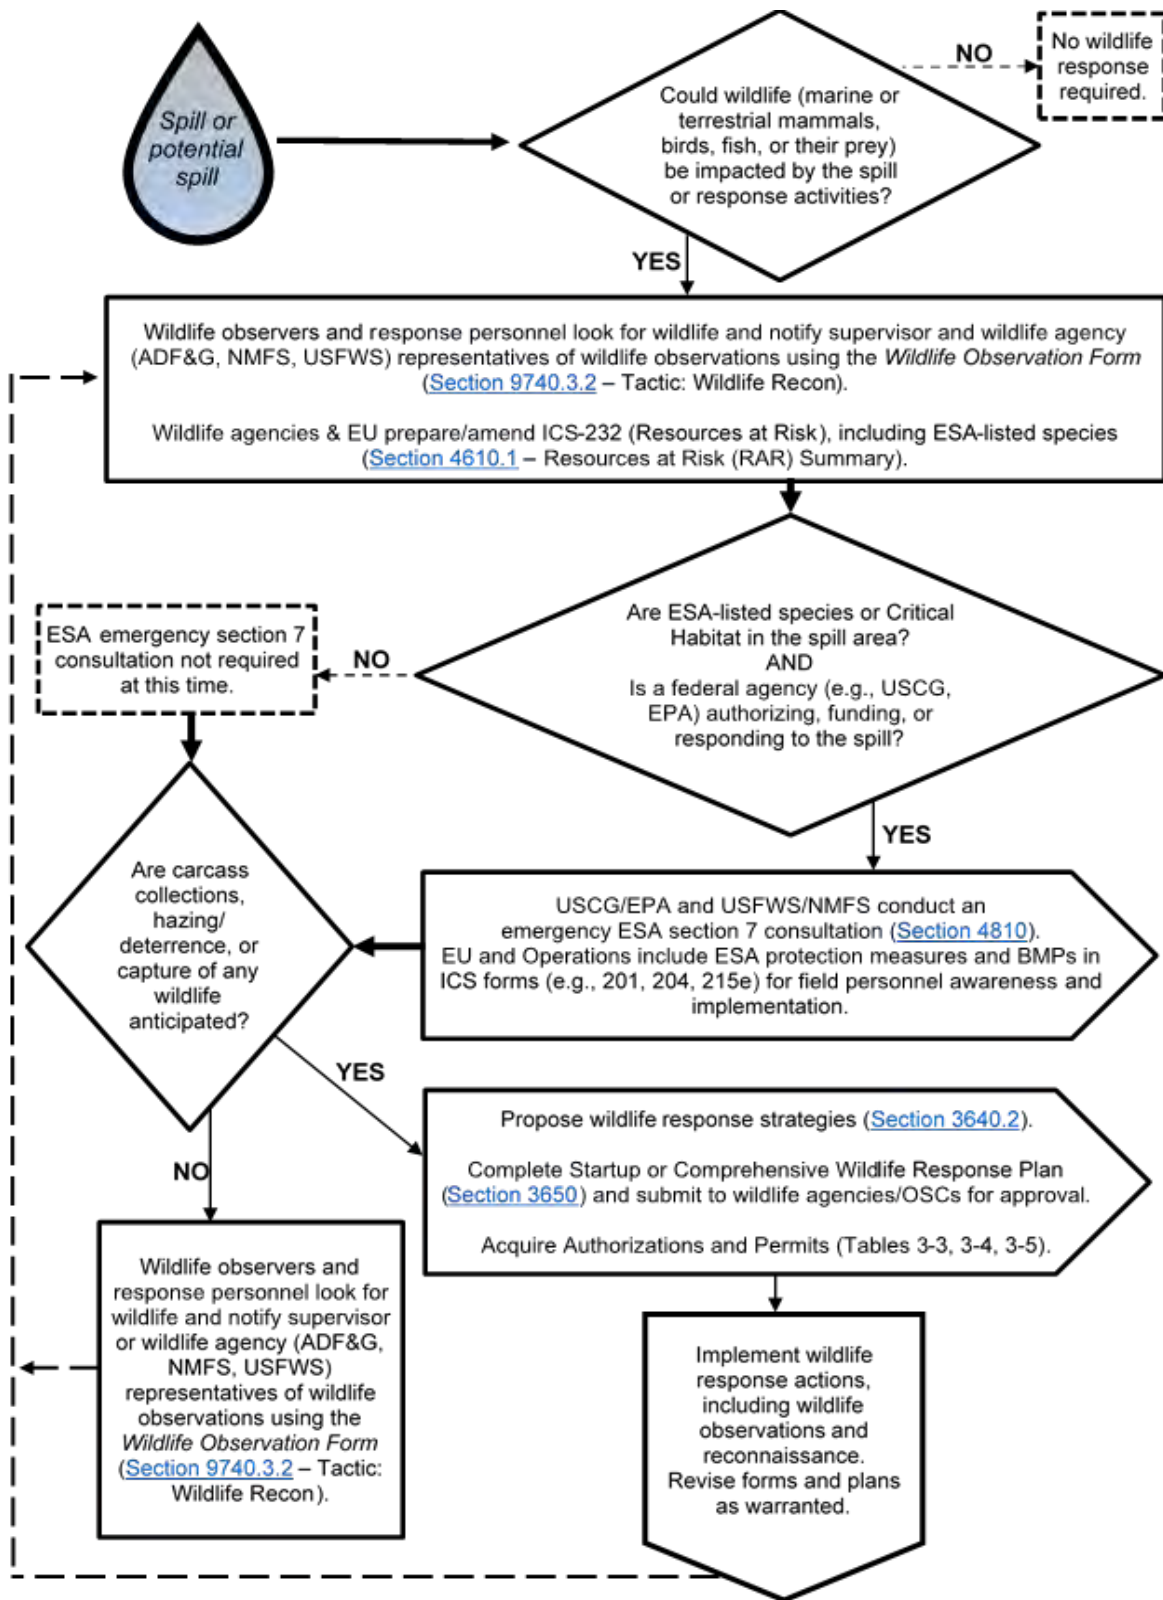 Spill or
potential
spill
Could wildlife (marine or
terrestrial mammals,
birds, fish, or their prey)
be impacted by the spill
or response activities?
NO
No wildlife
response
required.
YES
Wildlife observers and response personnel look for wildlife and notify supervisor and wildlife agency
(ADF&G, NMFS, USFWS) representatives of wildlife observations using the Wildlife Observation Form
(Section 9740.3.2 – Tactic: Wildlife Recon).
Wildlife agencies & EU prepare/amend ICS-232 (Resources at Risk), including ESA-listed species
(Section 4610.1 – Resources at Risk (RAR) Summary).
Are ESA-listed species or Critical
Habitat in the spill area?
AND
Is a federal agency (e.g., USCG,
EPA) authorizing, funding, or
responding to the spill?
NO
ESA emergency section 7
consultation not required
at this time.
YES
USCG/EPA and USFWS/NMFS conduct an
emergency ESA section 7 consultation (Section 4810).
EU and Operations include ESA protection measures and BMPs in
ICS forms (e.g., 201, 204, 215e) for field personnel awareness and
implementation.
Are carcass
collections,
hazing/
deterrence, or
capture of any
wildlife
anticipated?
YES
Propose wildlife response strategies (Section 3640.2).
Complete Startup or Comprehensive Wildlife Response Plan
(Section 3650) and submit to wildlife agencies/OSCs for approval.
Acquire Authorizations and Permits (Tables 3-3, 3-4, 3-5).
NO
Wildlife observers and
response personnel look for
wildlife and notify supervisor
or wildlife agency (ADF&G,
NMFS, USFWS)
representatives of wildlife
observations using the
Wildlife Observation Form
(Section 9740.3.2 – Tactic:
Wildlife Recon).
Implement wildlife
response actions,
including wildlife
observations and
reconnaissance.
Revise forms and plans
as warranted.